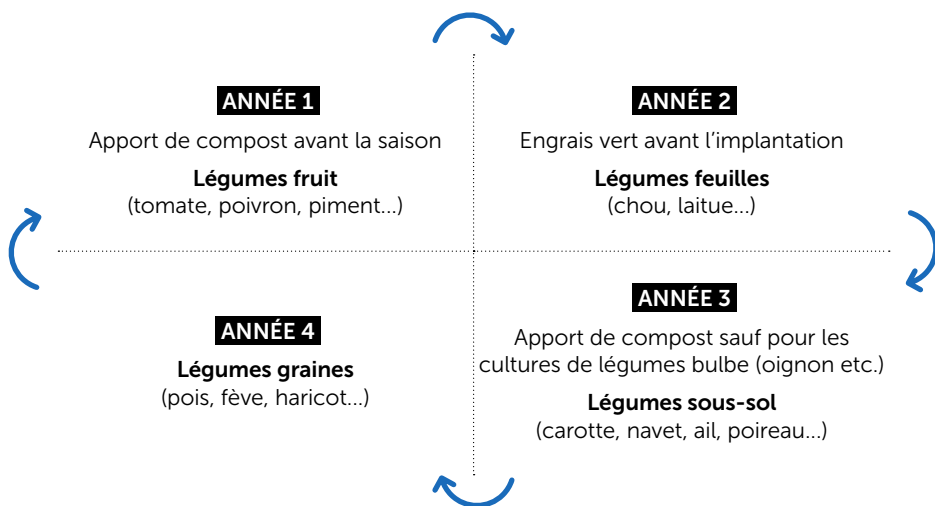 ANNÉE 1
Apport de compost avant la saison
Légumes fruit
(tomate, poivron, piment...)
ANNÉE 2
Engrais vert avant l'implantation
Légumes feuilles
(chou, laitue...)
ANNÉE 3
Apport de compost sauf pour les
cultures de légumes bulbe (oignon etc.)
Légumes sous-sol
(carotte, navet, ail, poireau...)
ANNÉE 4
Légumes graines
(pois, fève, haricot...)